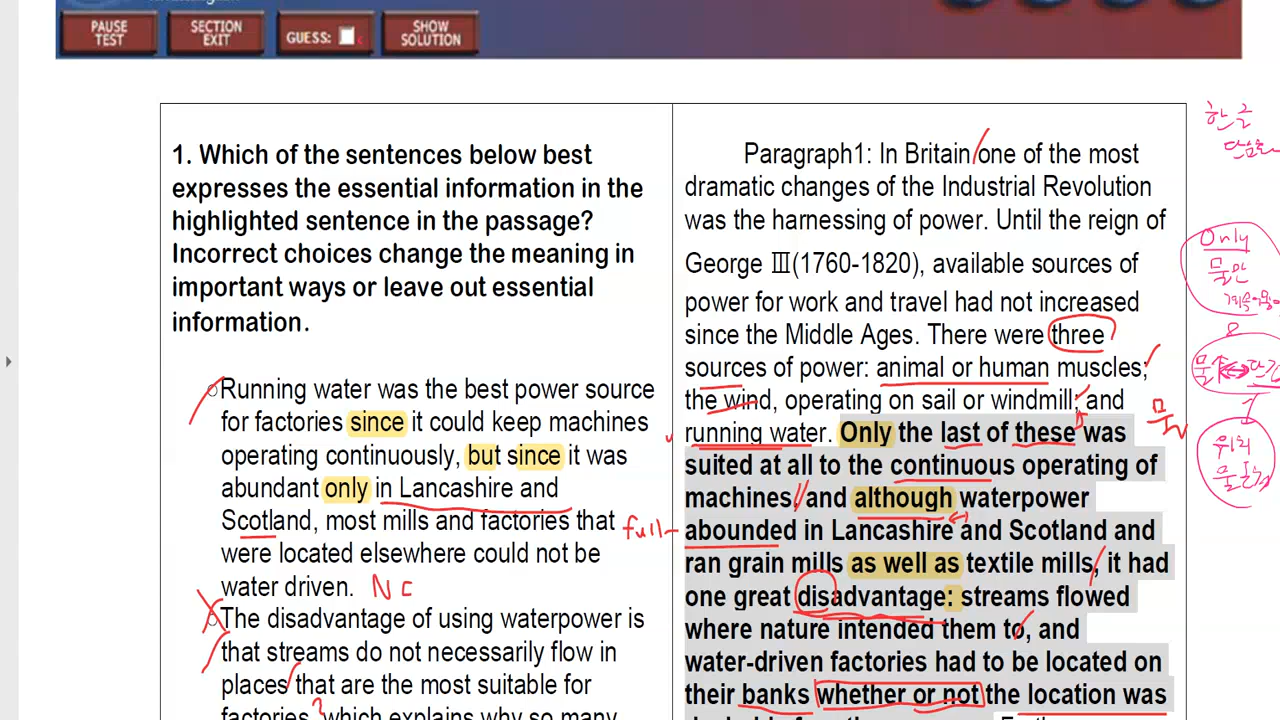 PAUSE
TEST
SECTION
EXIT
GUESS:
SHOW
SOLUTION
1. Which of the sentences below best
expresses the essential information in the
highlighted sentence in the passage?
Incorrect choices change the meaning in
important ways or leave out essential
information.
Running water was the best power source
for factories since it could keep machines
operating continuously, but since it was
abundant only in Lancashire and
Scotland, most mills and factories that
were located elsewhere could not be
water driven.
The disadvantage of using waterpower is
that streams do not necessarily flow in
places that are the most suitable for
factories, which explains why so many
Paragraph1: In Britain one of the most
dramatic changes of the Industrial Revolution
was the harnessing of power. Until the reign of
George Ⅲ(1760-1820), available sources of
power for work and travel had not increased
since the Middle Ages. There were three
sources of power: animal or human muscles;
the wind, operating on sail or windmill; and
running water. Only the last of these was
suited at all to the continuous operating of
machines, and although waterpower
abounded in Lancashire and Scotland and
ran grain mills as well as textile mills, it had
one great disadvantage: streams flowed
where nature intended them to, and
water-driven factories had to be located on
their banks whether or not the location was
full
한글
Only
물만